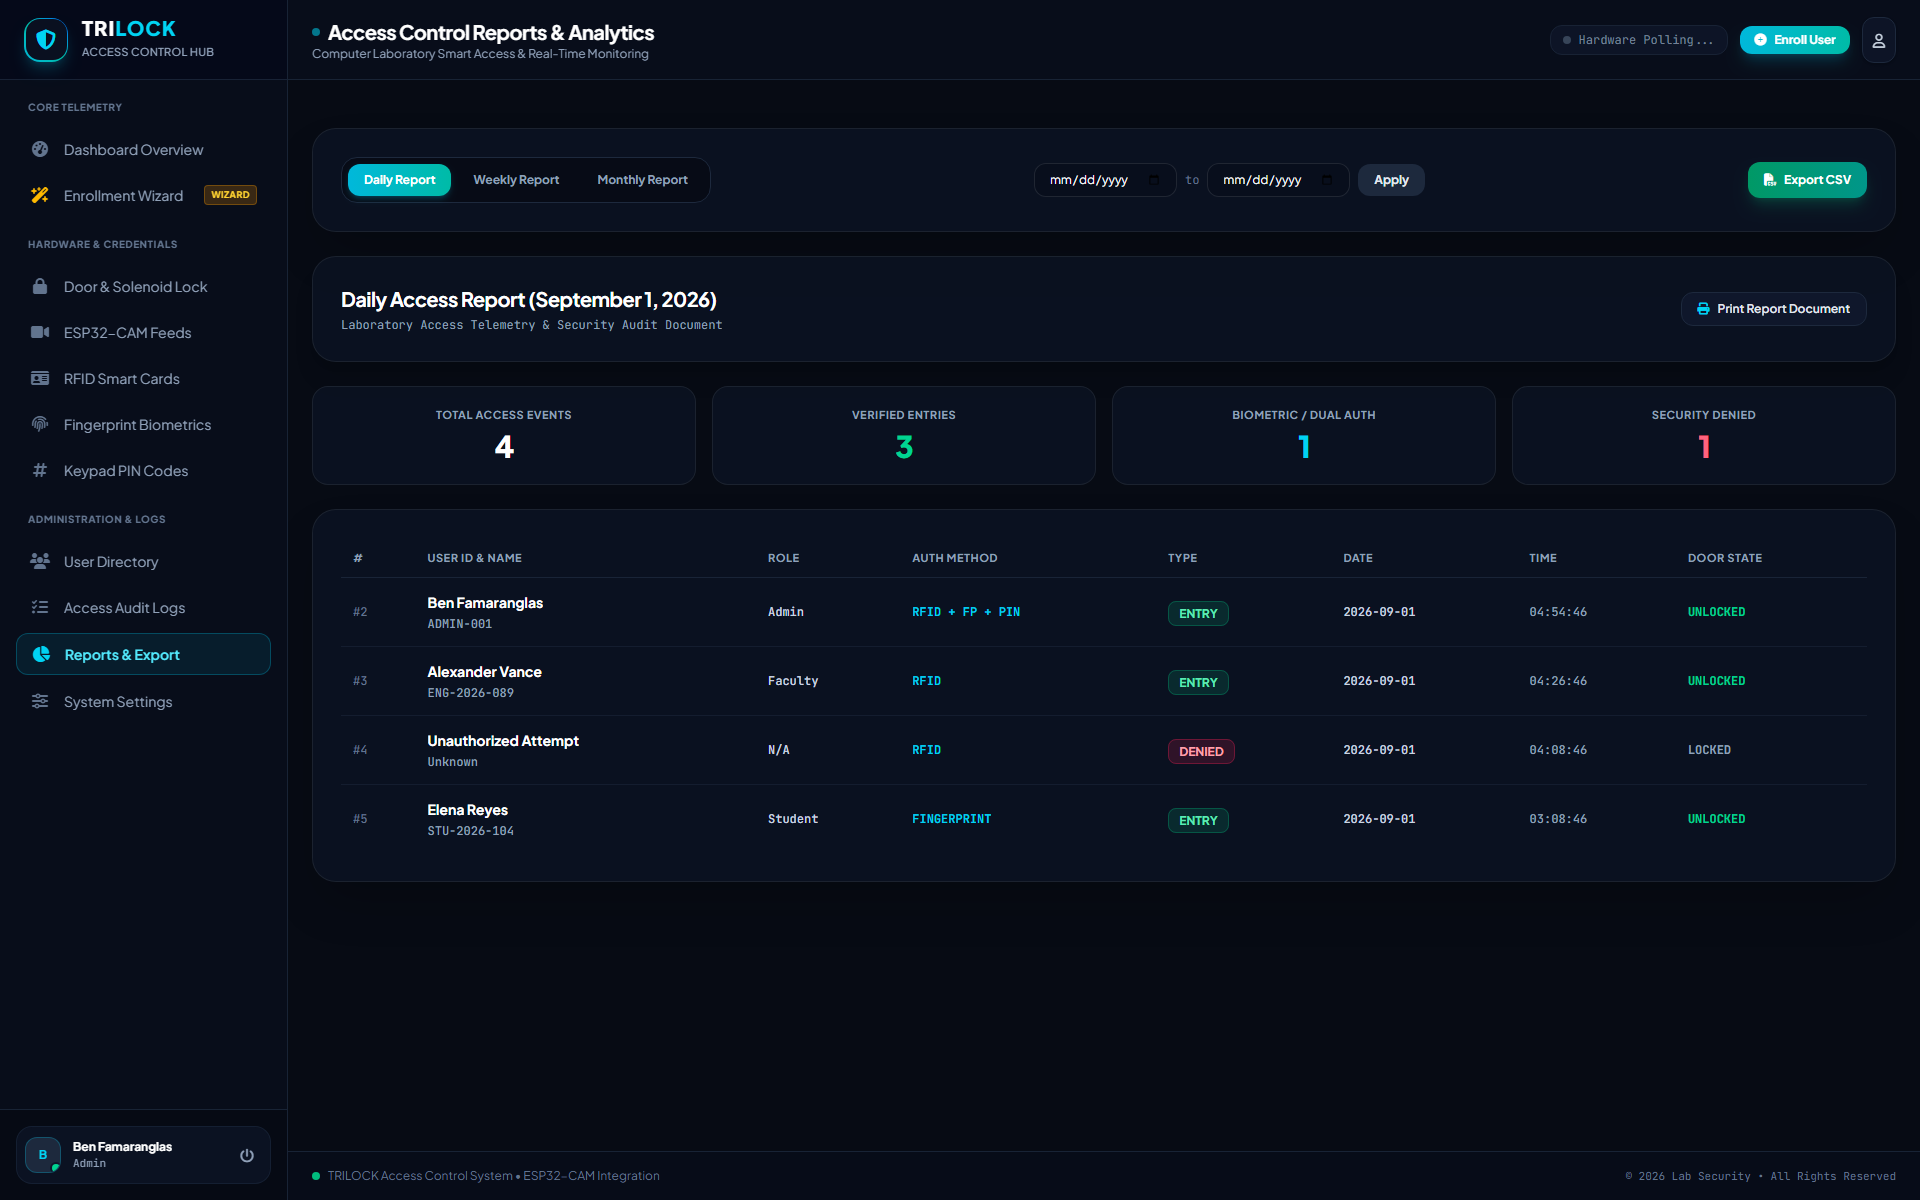 TRILOCK
ACCESS CONTROL HUB
CORE TELEMETRY
Dashboard Overview
Enrollment Wizard WIZARD
HARDWARE & CREDENTIALS
Door & Solenoid Lock
ESP32-CAM Feeds
RFID Smart Cards
Fingerprint Biometrics
Keypad PIN Codes
ADMINISTRATION & LOGS
User Directory
Access Audit Logs
Reports & Export
System Settings
B Ben Famaranglas
Admin
Access Control Reports & Analytics
Computer Laboratory Smart Access & Real-Time Monitoring
Hardware Polling... Enroll User
Daily Report Weekly Report Monthly Report mm/dd/yyyy to mm/dd/yyyy Apply Export CSV
Daily Access Report (September 1, 2026)
Laboratory Access Telemetry & Security Audit Document
Print Report Document
TOTAL ACCESS EVENTS VERIFIED ENTRIES BIOMETRIC / DUAL AUTH SECURITY DENIED
4 3 1 1
# USER ID & NAME ROLE AUTH METHOD TYPE DATE TIME DOOR STATE
#2 Ben Famaranglas Admin RFID + FP + PIN ENTRY 2026-09-01 04:54:46 UNLOCKED
ADMIN-001
#3 Alexander Vance Faculty RFID ENTRY 2026-09-01 04:26:46 UNLOCKED
ENG-2026-089
#4 Unauthorized Attempt N/A RFID DENIED 2026-09-01 04:08:46 LOCKED
Unknown
#5 Elena Reyes Student FINGERPRINT ENTRY 2026-09-01 03:08:46 UNLOCKED
STU-2026-104
TRILOCK Access Control System • ESP32-CAM Integration
© 2026 Lab Security • All Rights Reserved